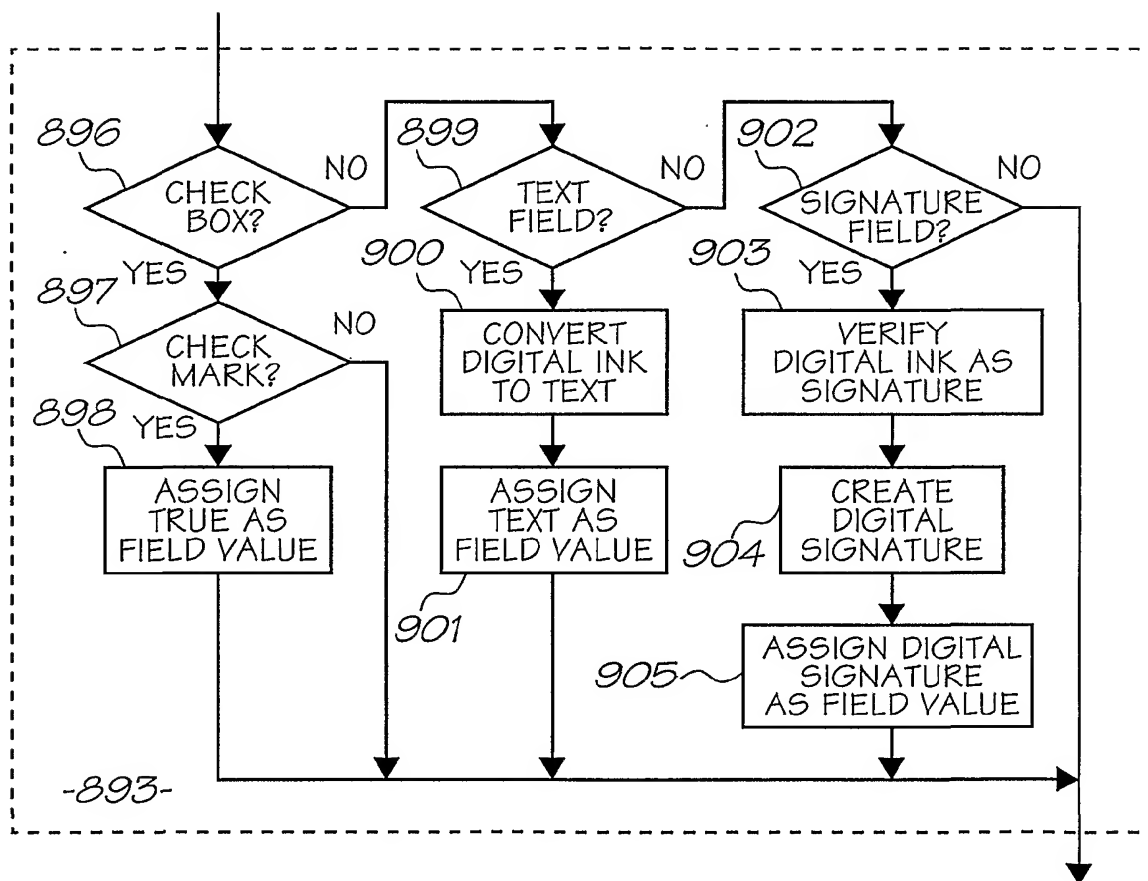 896
CHECK
BOX?
NO
YES
897
CHECK
MARK?
NO
YES
898
ASSIGN
TRUE AS
FIELD VALUE
899
TEXT
FIELD?
NO
YES
900
CONVERT
DIGITAL INK
TO TEXT
ASSIGN
TEXT AS
FIELD VALUE
901
902
SIGNATURE
FIELD?
NO
YES
903
VERIFY
DIGITAL INK AS
SIGNATURE
CREATE
DIGITAL
SIGNATURE
904
ASSIGN DIGITAL
SIGNATURE
AS FIELD VALUE
905
-893-